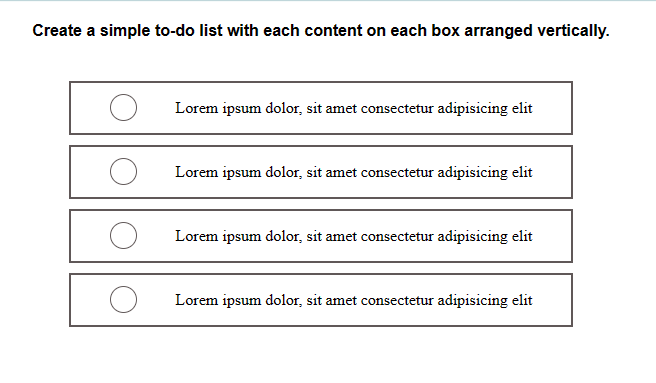 Create a simple to-do list with each content on each box arranged vertically.
Lorem ipsum dolor, sit amet consectetur adipisicing elit
Lorem ipsum dolor, sit amet consectetur adipisicing elit
Lorem ipsum dolor, sit amet consectetur adipisicing elit
Lorem ipsum dolor, sit amet consectetur adipisicing elit